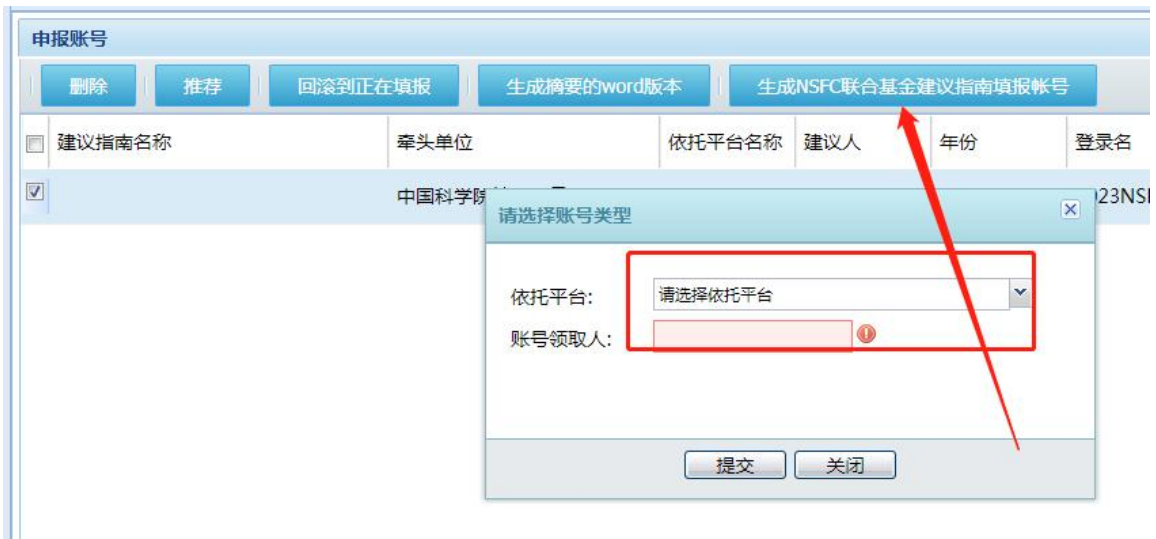 申报账号
删除 推荐 回滚到正在填报 生成摘要的word版本 生成NSFC联合基金建议指南填报帐号
建议指南名称 牵头单位 依托平台名称 建议人 年份 登录名
中国科学院
023NS
请选择账号类型
依托平台: 请选择依托平台
账号领取人:
提交 关闭